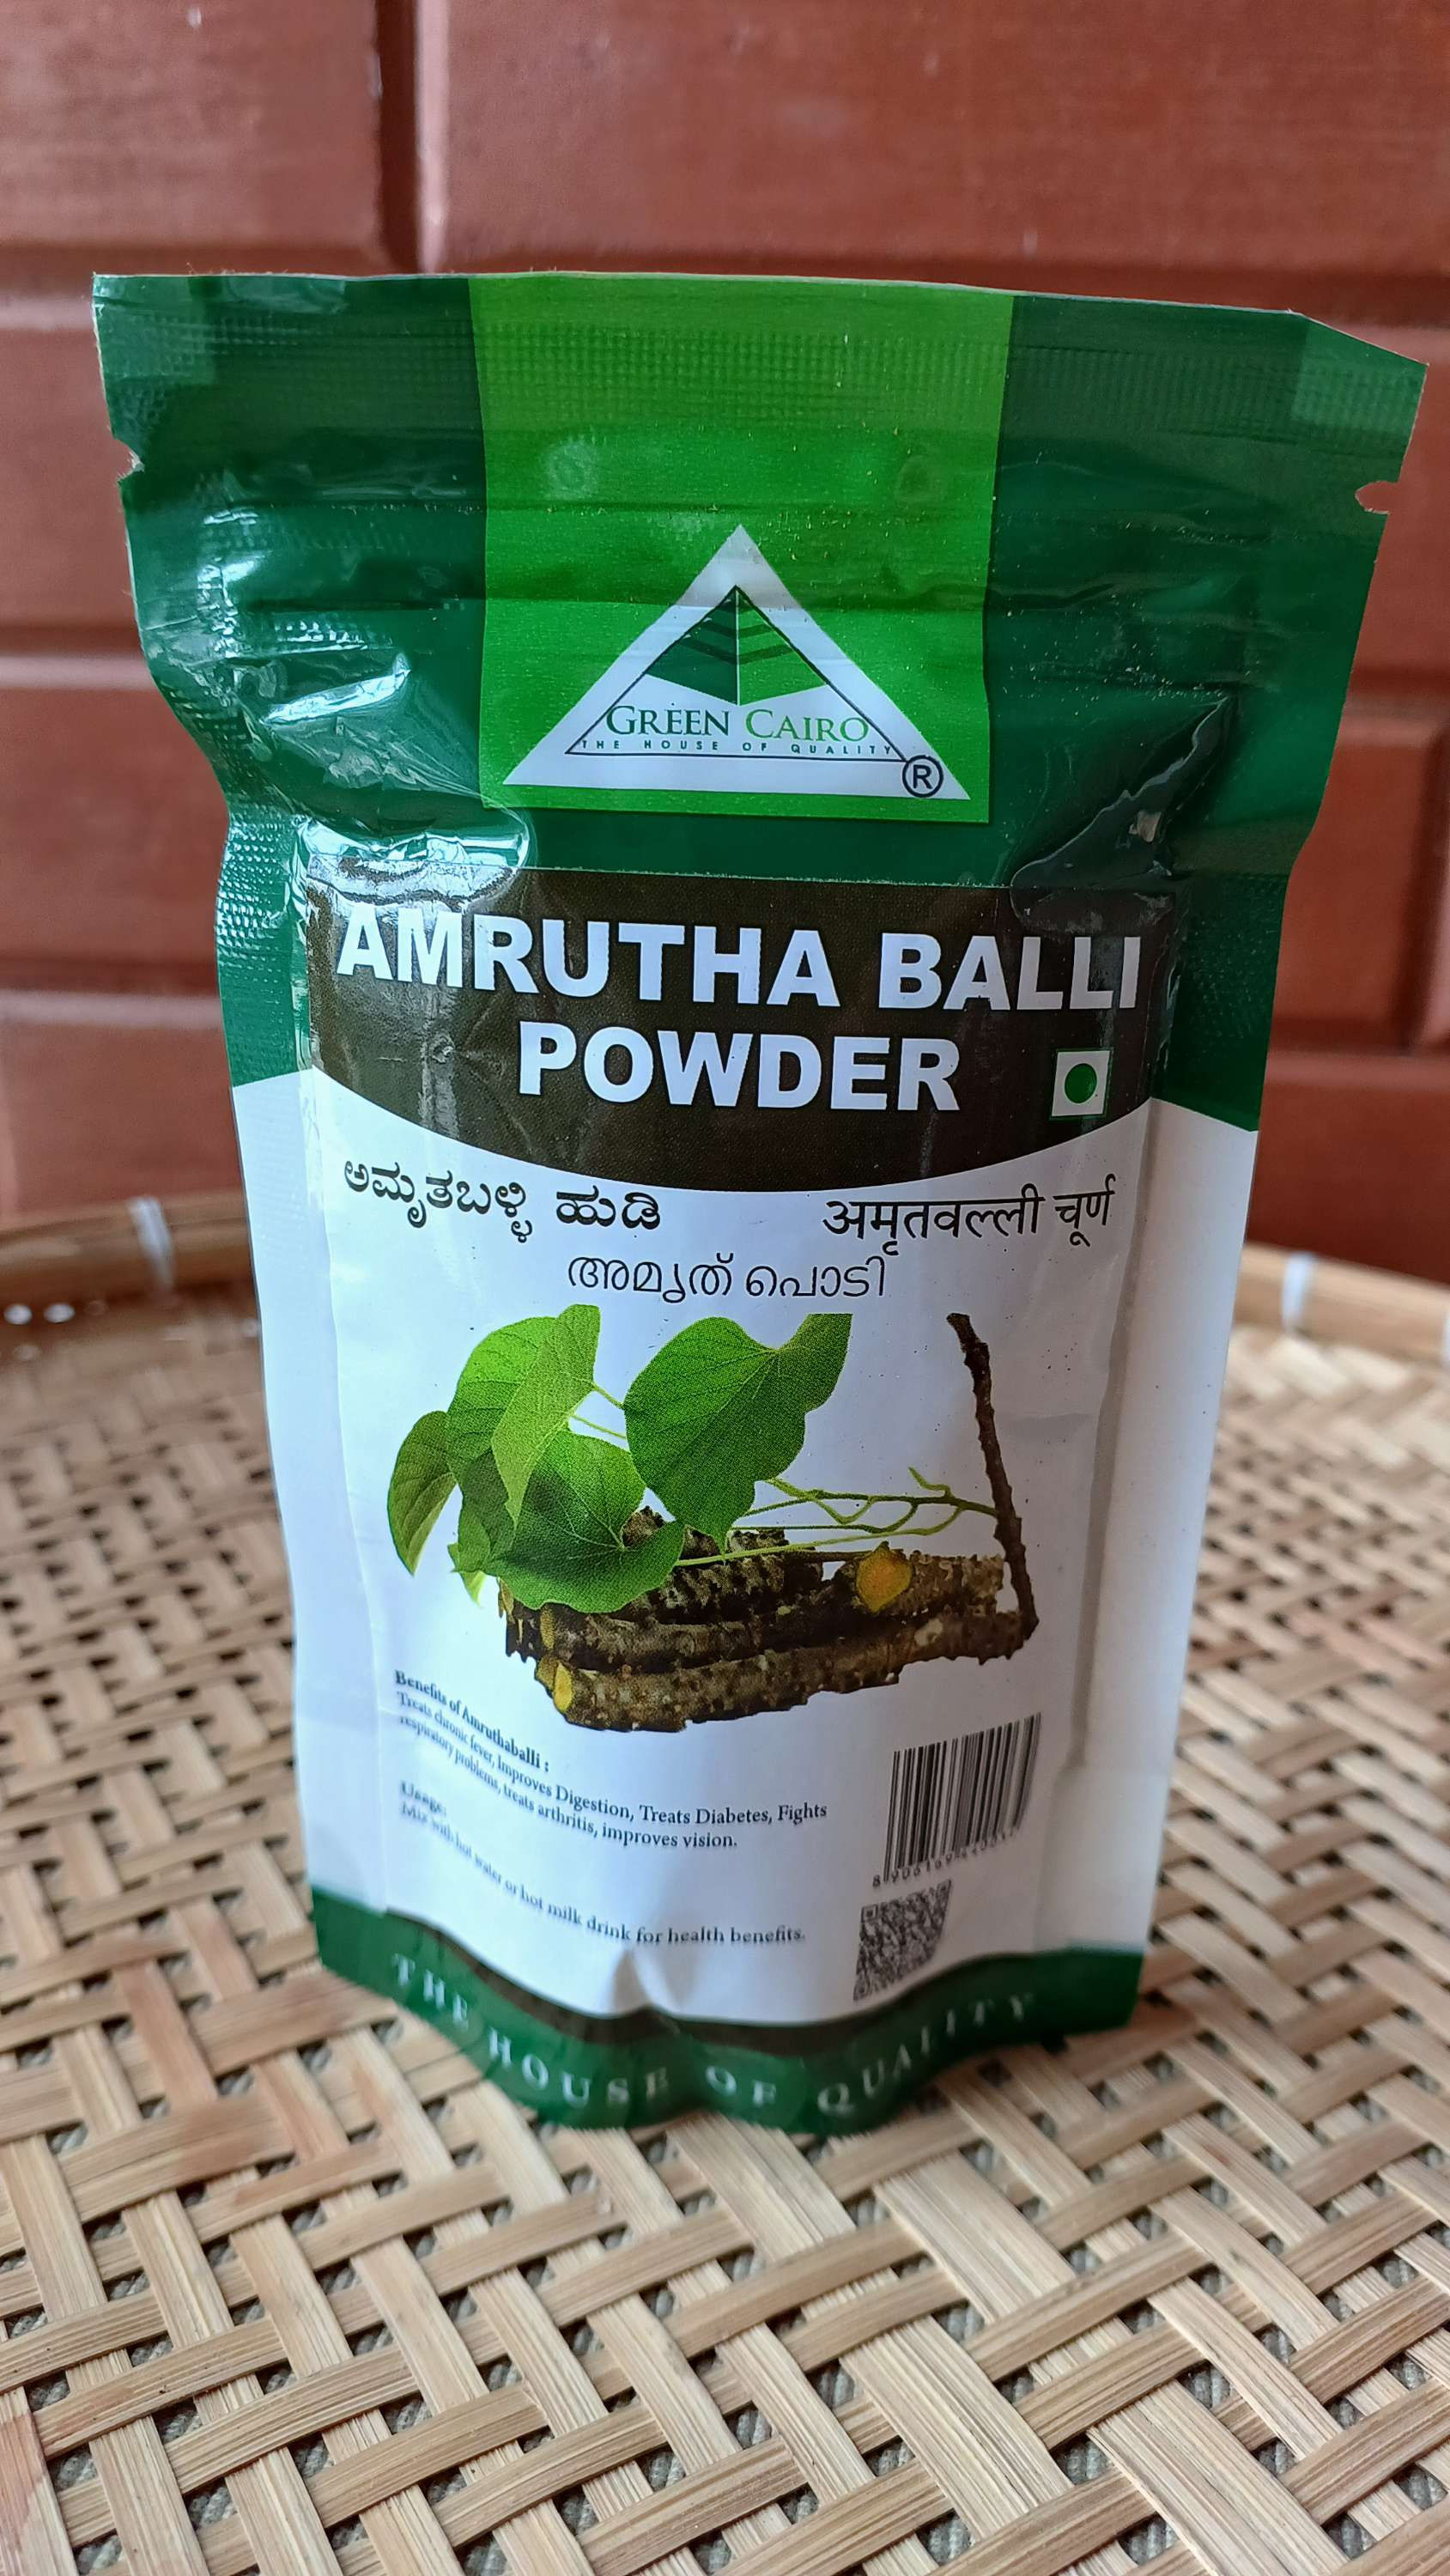 GREEN CAIRO
THE HOUSE OF QUALITY
®
AMRUTHA BALLI
POWDER
ಅಮೃತಬಳ್ಳಿ ಹುಡಿ
अमृतवल्ली चूर्ण
അമൃത് പൊടി
Benefits of Amruthaballi :
Treats chronic fever, Improves Digestion, Treats Diabetes, Fights
respiratory problems, treats arthritis, improves vision.
Usage:
Mix with hot water or hot milk drink for health benefits.
THE HOUSE OF QUALITY